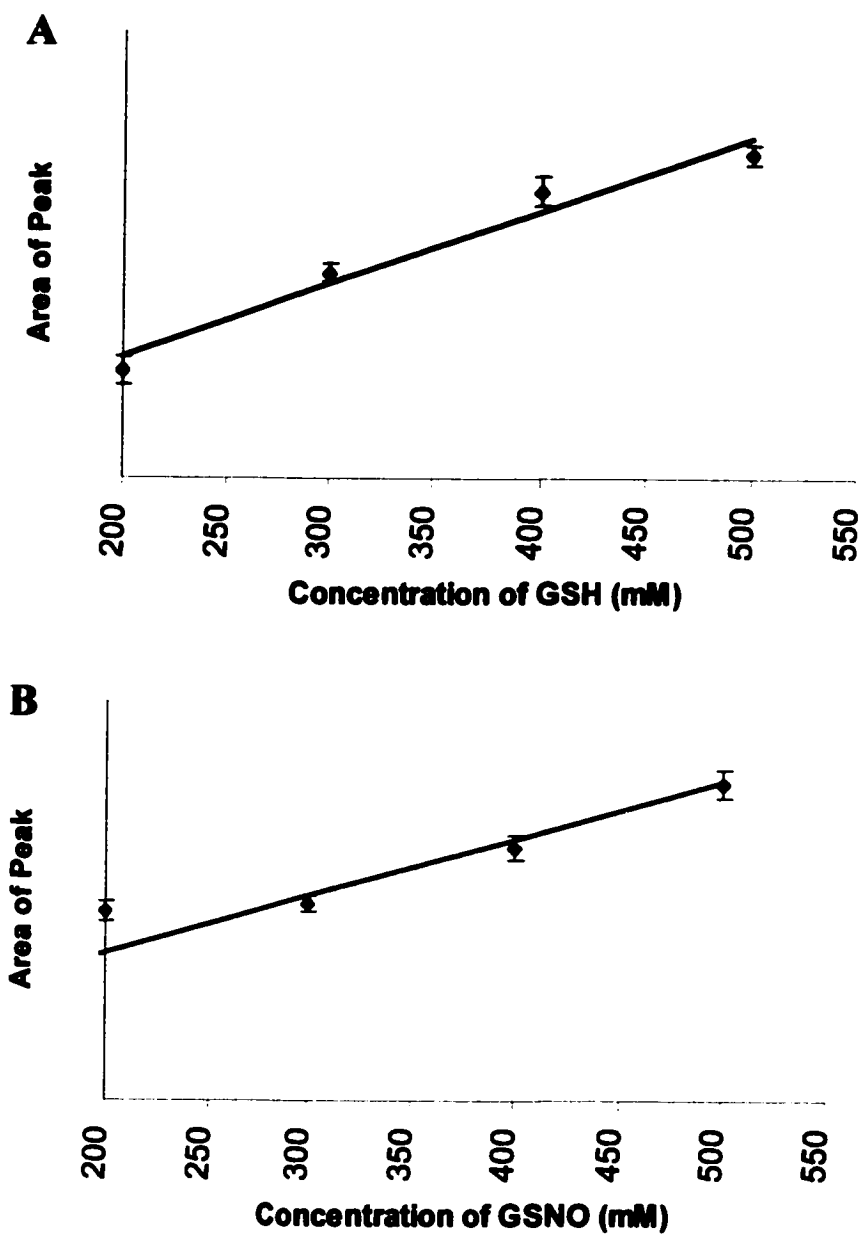 A
Area of Peak
200 250 300 350 400 450 500 550
Concentration of GSH (mM)
B
Area of Peak
200 250 300 350 400 450 500 550
Concentration of GSNO (mM)